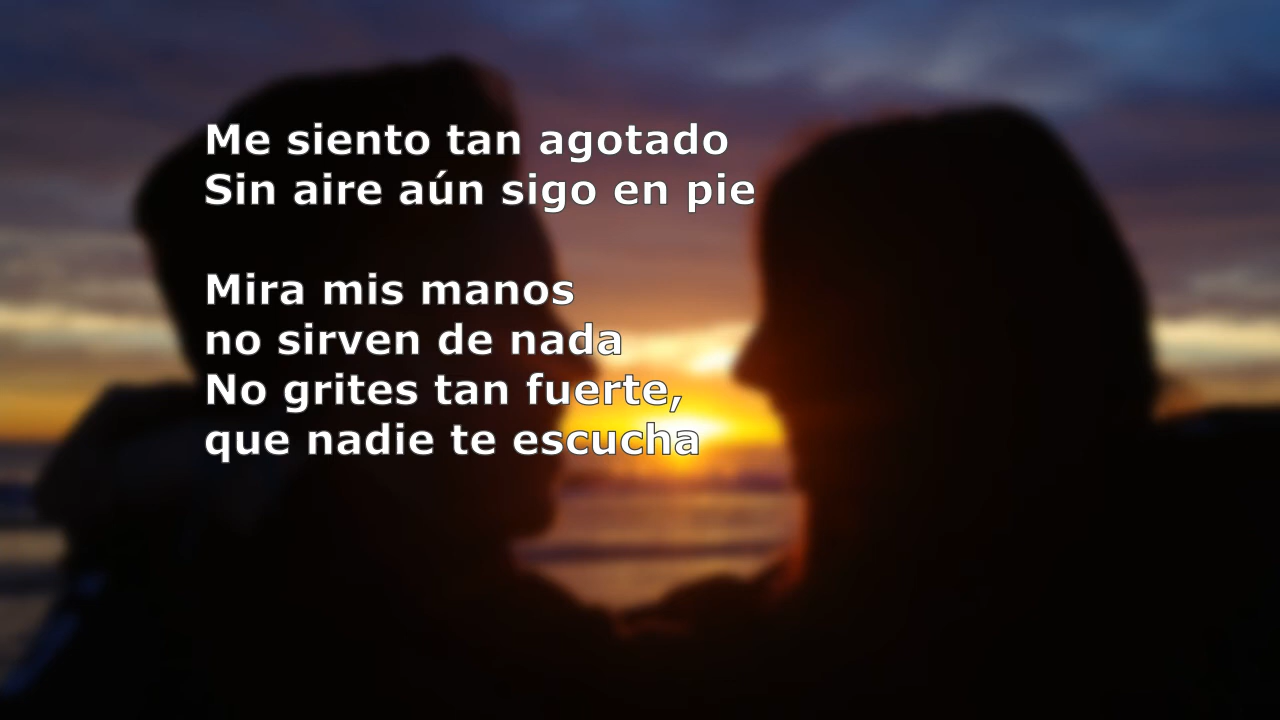 Me siento tan agotado
Sin aire aún sigo en pie
Mira mis manos
no sirven de nada
No grites tan fuerte,
que nadie te escucha